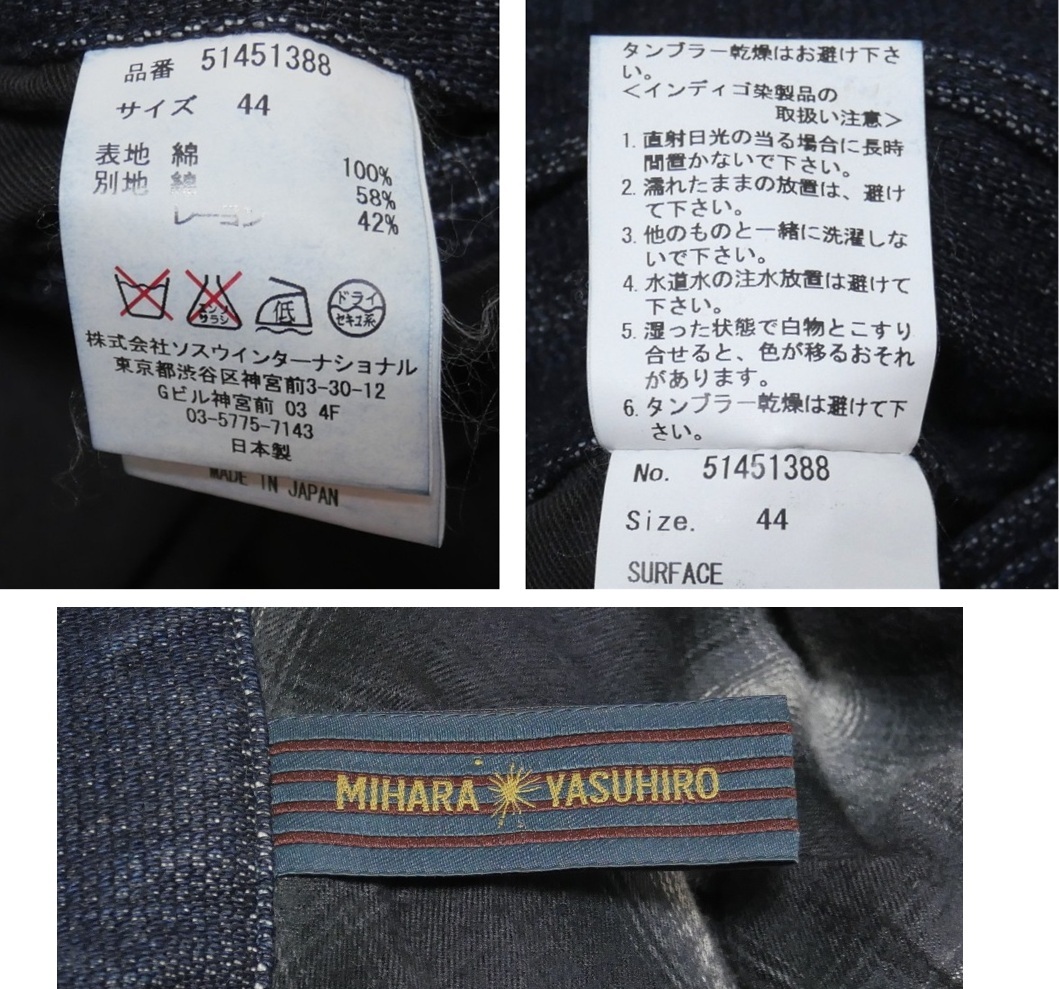 品番 51451388
サイズ 44
表地 綿 100%
別地 綿 58%
レーヨン 42%
エンソ
サラシ
低
ドライ
セキユ系
株式会社ソスウインターナショナル
東京都渋谷区神宮前3-30-12
Gビル神宮前 03 4F
03-5775-7143
日本製
MADE IN JAPAN
タンブラー乾燥はお避け下さ
い。
<インディゴ染製品の
取扱い注意>
1. 直射日光の当る場合に長時
間置かないで下さい。
2. 濡れたままの放置は、避け
て下さい。
3. 他のものと一緒に洗濯しな
いで下さい。
4. 水道水の注水放置は避けて
下さい。
5. 湿った状態で白物とこすり
合せると、色が移るおそれ
があります。
6. タンブラー乾燥は避けて下
さい。
No. 51451388
Size. 44
SURFACE
MIHARA YASUHIRO